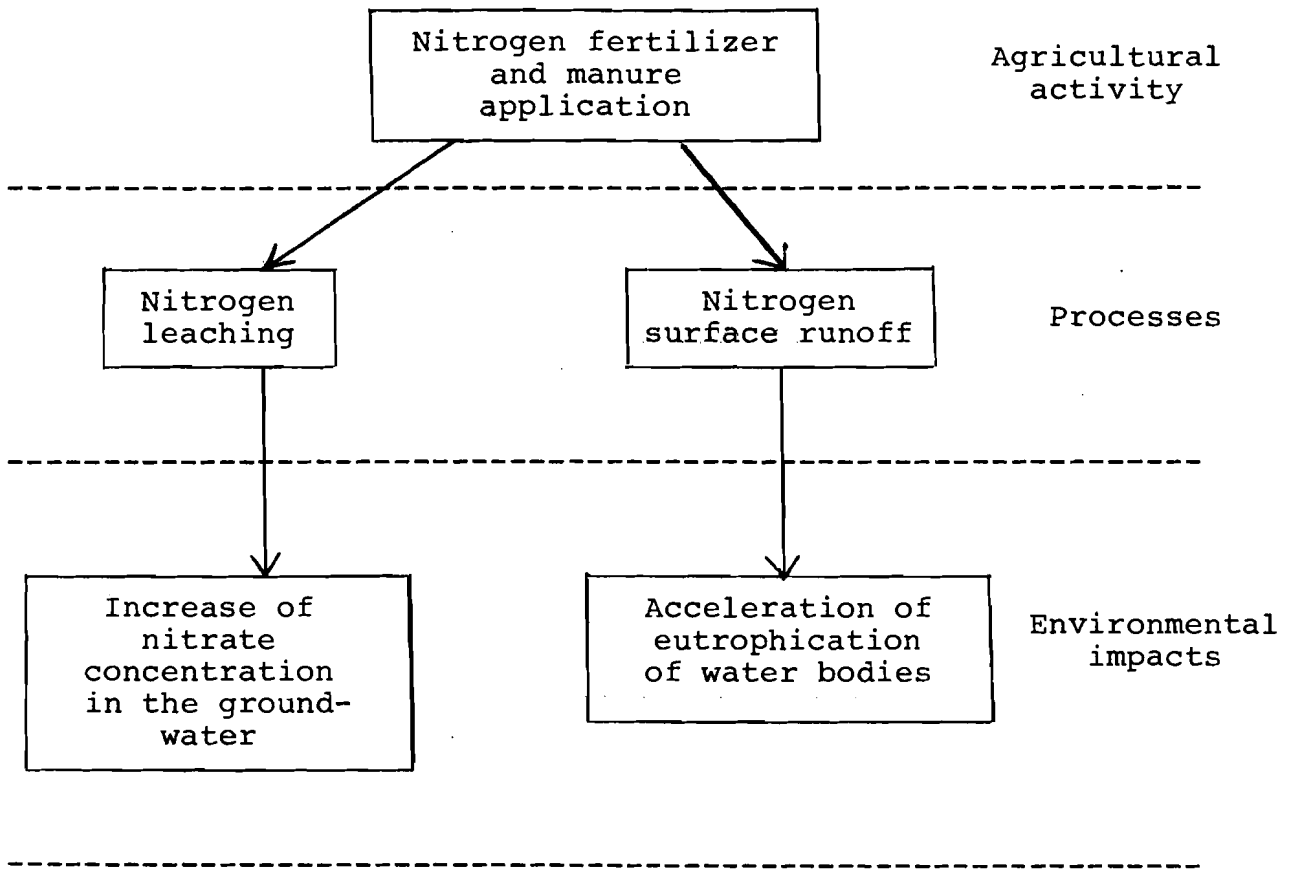 Nitrogen fertilizer
and manure
application
Agricultural
activity
Nitrogen
leaching
Nitrogen
surface runoff
Processes
Increase of
nitrate
concentration
in the ground-
water
Acceleration of
eutrophication
of water bodies
Environmental
impacts